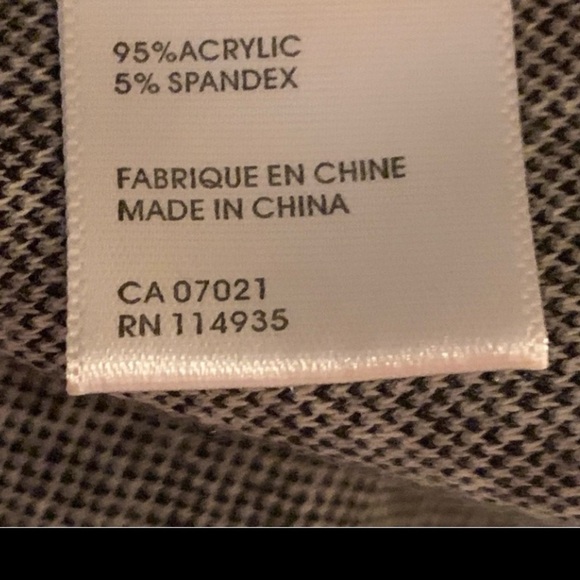 95%ACRYLIC
5% SPANDEX
FABRIQUE EN CHINE
MADE IN CHINA
CA 07021
RN 114935